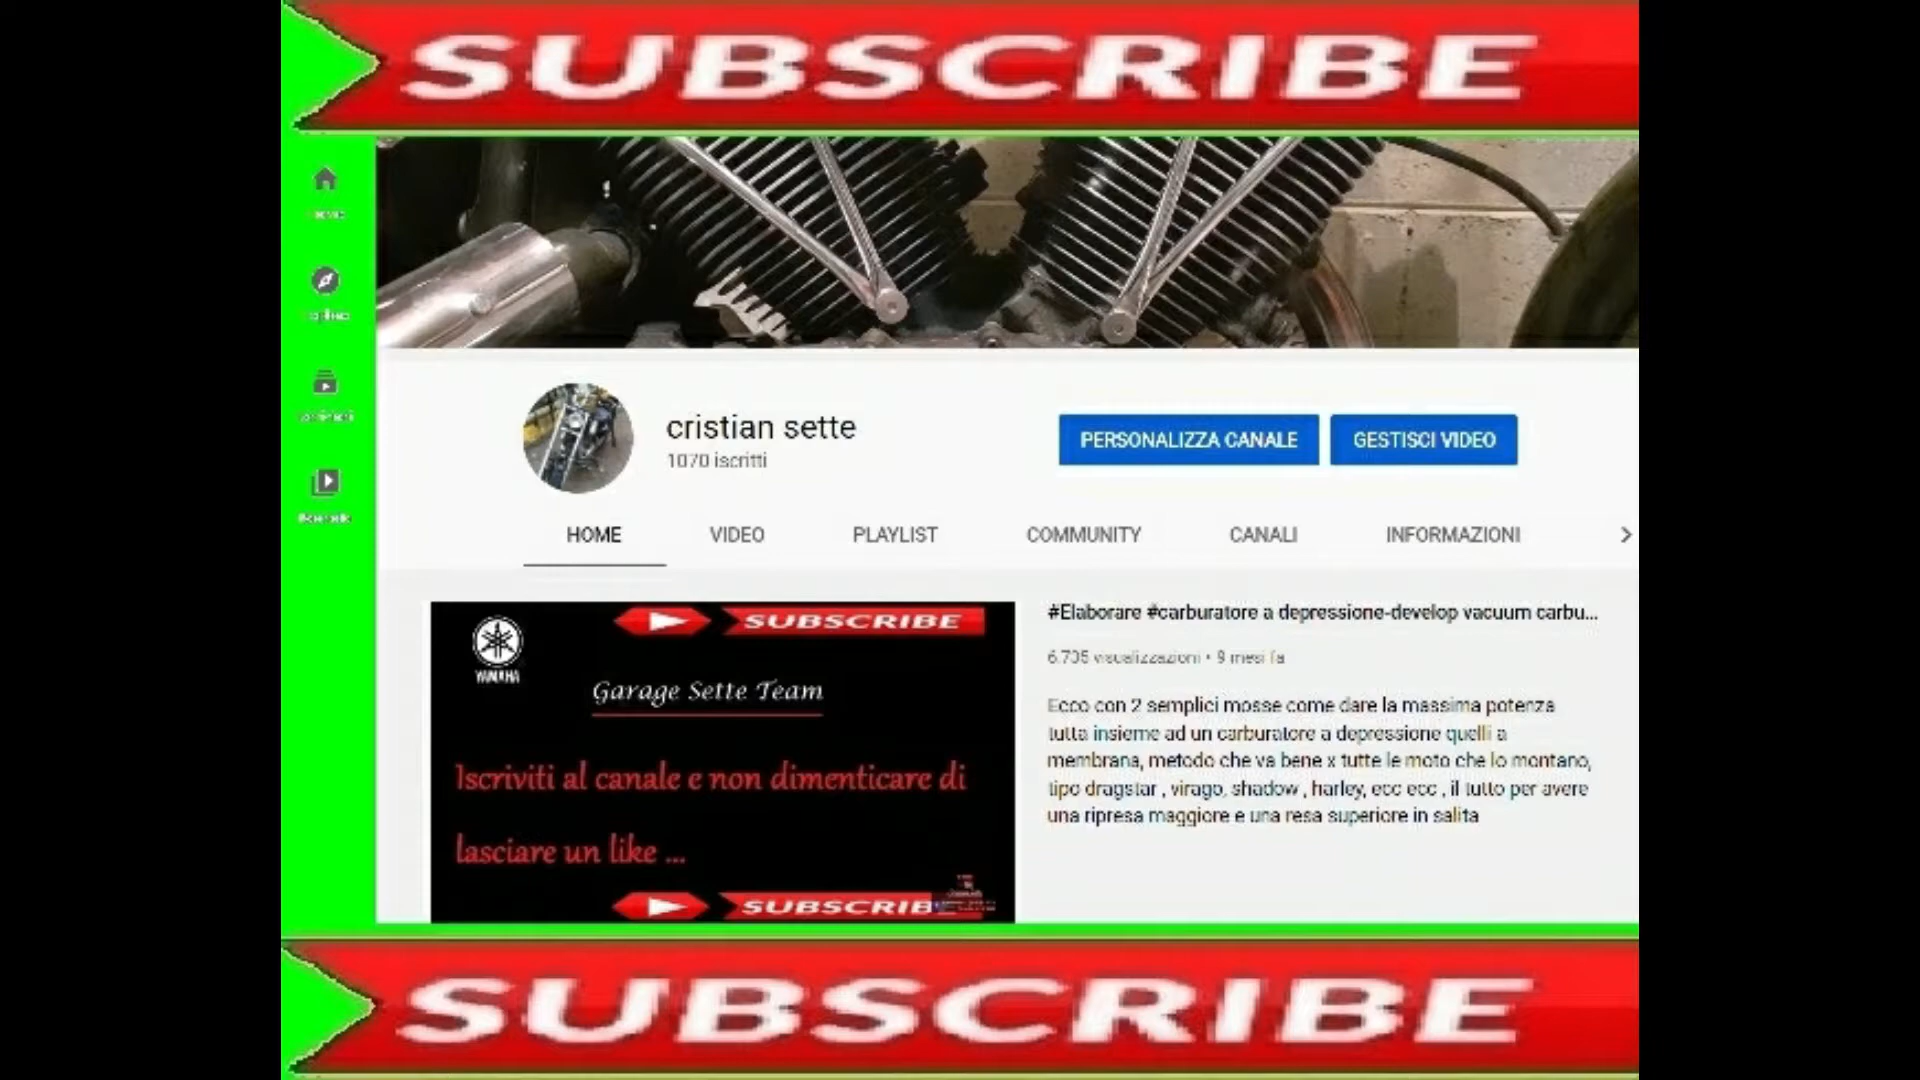 SUBSCRIBE
cristian sette
1070 iscritti
PERSONALIZZA CANALE
GESTISCI VIDEO
HOME
VIDEO
PLAYLIST
COMMUNITY
CANALI
INFORMAZIONI
SUBSCRIBE
YAMAHA
Garage Sette Team
Iscriviti al canale e non dimenticare di
lasciare un like ...
SUBSCRIBE
#Elaborare #carburatore a depressione-develop vacuum carbu...
6.705 visualizzazioni • 9 mesi fa
Ecco con 2 semplici mosse come dare la massima potenza
tutta insieme ad un carburatore a depressione quelli a
membrana, metodo che va bene x tutte le moto che lo montano,
tipo dragstar , virago, shadow , harley, ecc ecc , il tutto per avere
una ripresa maggiore e una resa superiore in salita
SUBSCRIBE